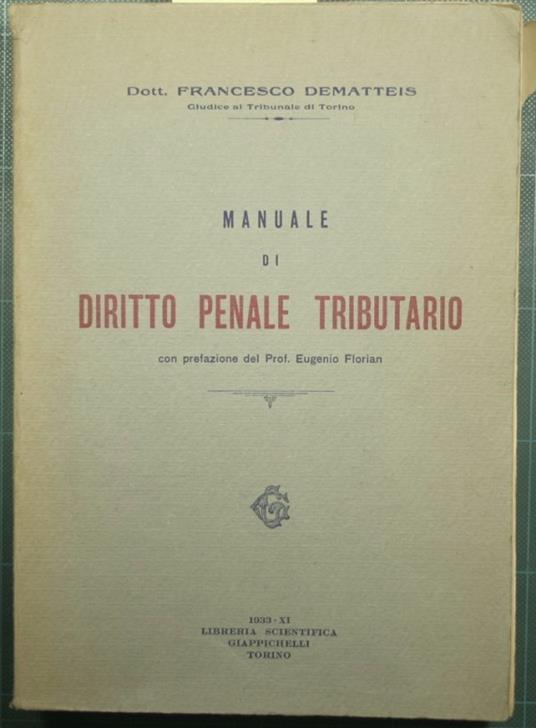 Dott. FRANCESCO DEMATTEIS
Giudice al Tribunale di Torino
MANUALE
DI
DIRITTO PENALE TRIBUTARIO
con prefazione del Prof. Eugenio Florian
1933 - XI
LIBRERIA SCIENTIFICA
GIAPPICHELLI
TORINO